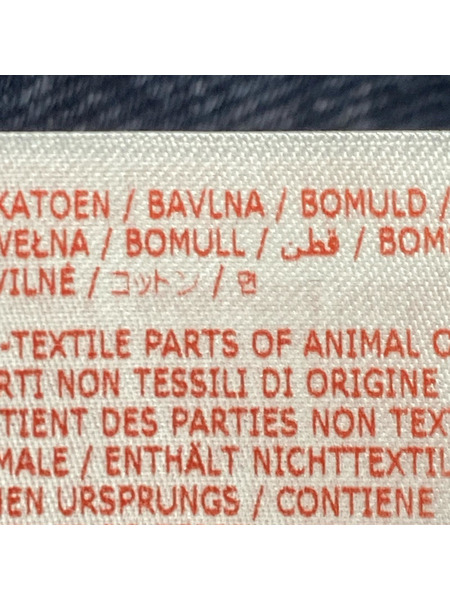 KATOEN / BAVLNA / BOMULD /
WEŁNA / BOMULL / قطن / BOM
VILNĖ / コットン / 면
-TEXTILE PARTS OF ANIMAL O
RTI NON TESSILI DI ORIGINE
TIENT DES PARTIES NON TEXT
MALE / ENTHÄLT NICHTTEXTIL
HEN URSPRUNGS / CONTIENE